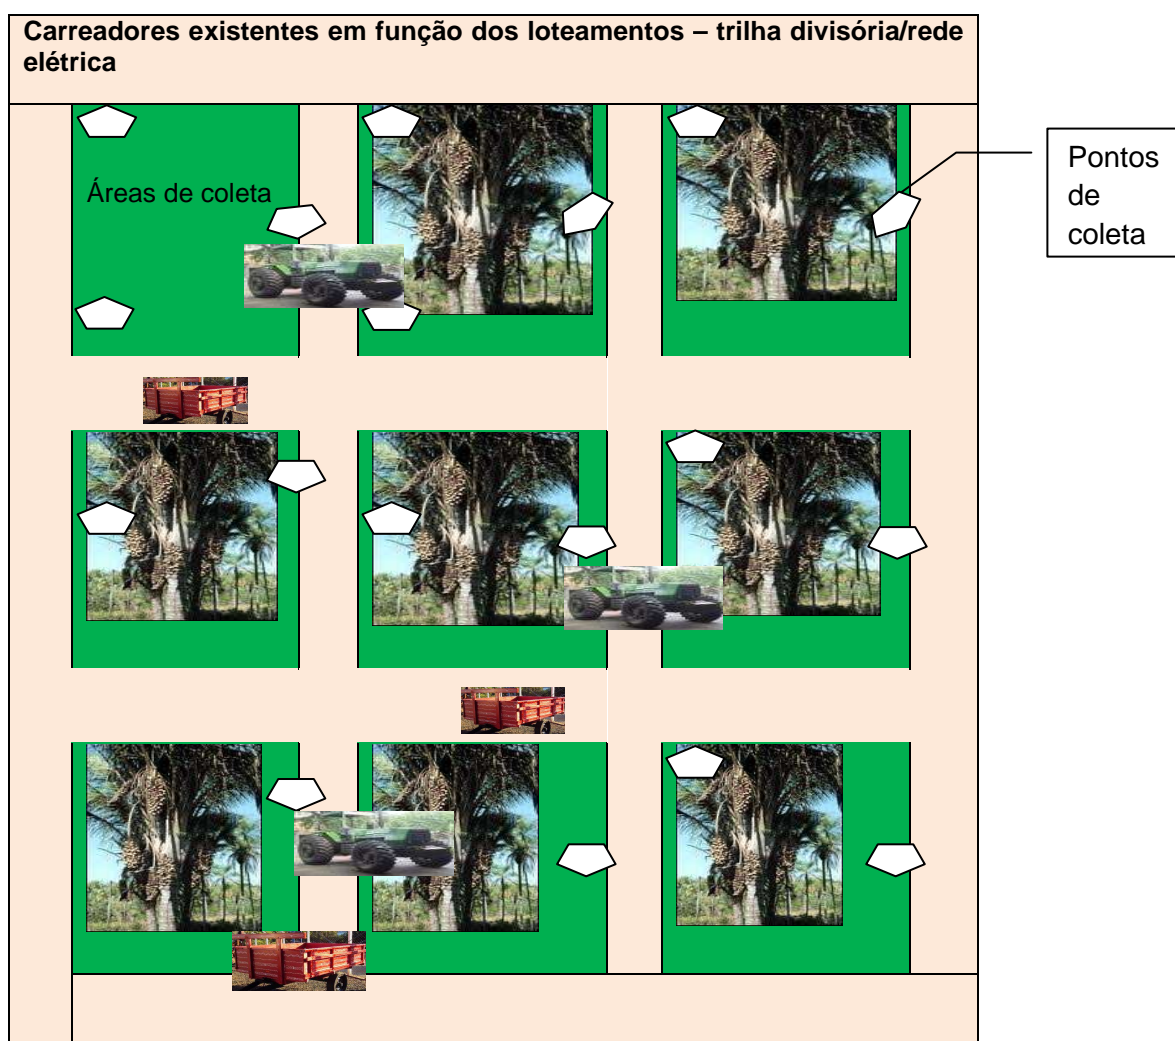 Carreadores existentes em função dos loteamentos – trilha divisória/rede
elétrica
Áreas de coleta
Pontos
de
coleta